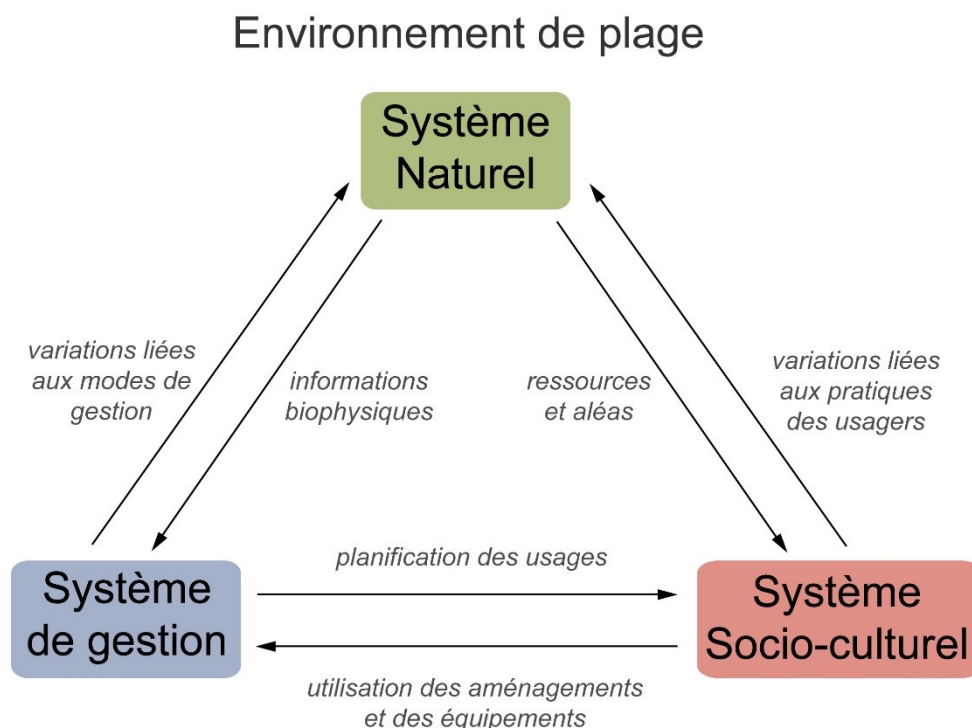 Environnement de plage
Système
Naturel
variations liées
aux modes de
gestion
informations
biophysiques
ressources
et aléas
variations liées
aux pratiques
des usagers
planification des usages
Système
de gestion
Système
Socio-culturel
utilisation des aménagements
et des équipements